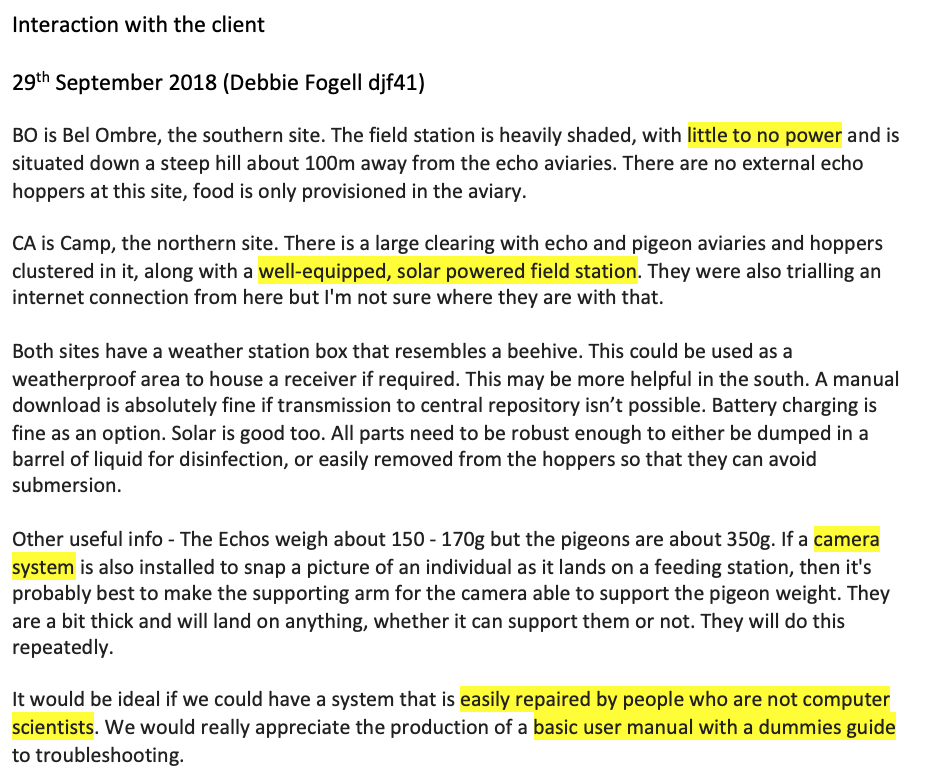 Interaction with the client
29th September 2018 (Debbie Fogell djf41)
BO is Bel Ombre, the southern site. The field station is heavily shaded, with little to no power and is
situated down a steep hill about 100m away from the echo aviaries. There are no external echo
hoppers at this site, food is only provisioned in the aviary.
CA is Camp, the northern site. There is a large clearing with echo and pigeon aviaries and hoppers
clustered in it, along with a well-equipped, solar powered field station. They were also trialling an
internet connection from here but I'm not sure where they are with that.
Both sites have a weather station box that resembles a beehive. This could be used as a
weatherproof area to house a receiver if required. This may be more helpful in the south. A manual
download is absolutely fine if transmission to central repository isn’t possible. Battery charging is
fine as an option. Solar is good too. All parts need to be robust enough to either be dumped in a
barrel of liquid for disinfection, or easily removed from the hoppers so that they can avoid
submersion.
Other useful info - The Echos weigh about 150 - 170g but the pigeons are about 350g. If a camera
system is also installed to snap a picture of an individual as it lands on a feeding station, then it's
probably best to make the supporting arm for the camera able to support the pigeon weight. They
are a bit thick and will land on anything, whether it can support them or not. They will do this
repeatedly.
It would be ideal if we could have a system that is easily repaired by people who are not computer
scientists. We would really appreciate the production of a basic user manual with a dummies guide
to troubleshooting.